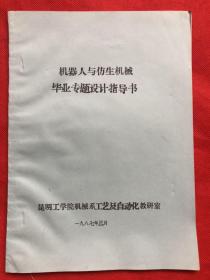 机器人与仿生机械
毕业专题设计指导书
昆明工学院机械系工艺及自动化教研室
一九八七年三月